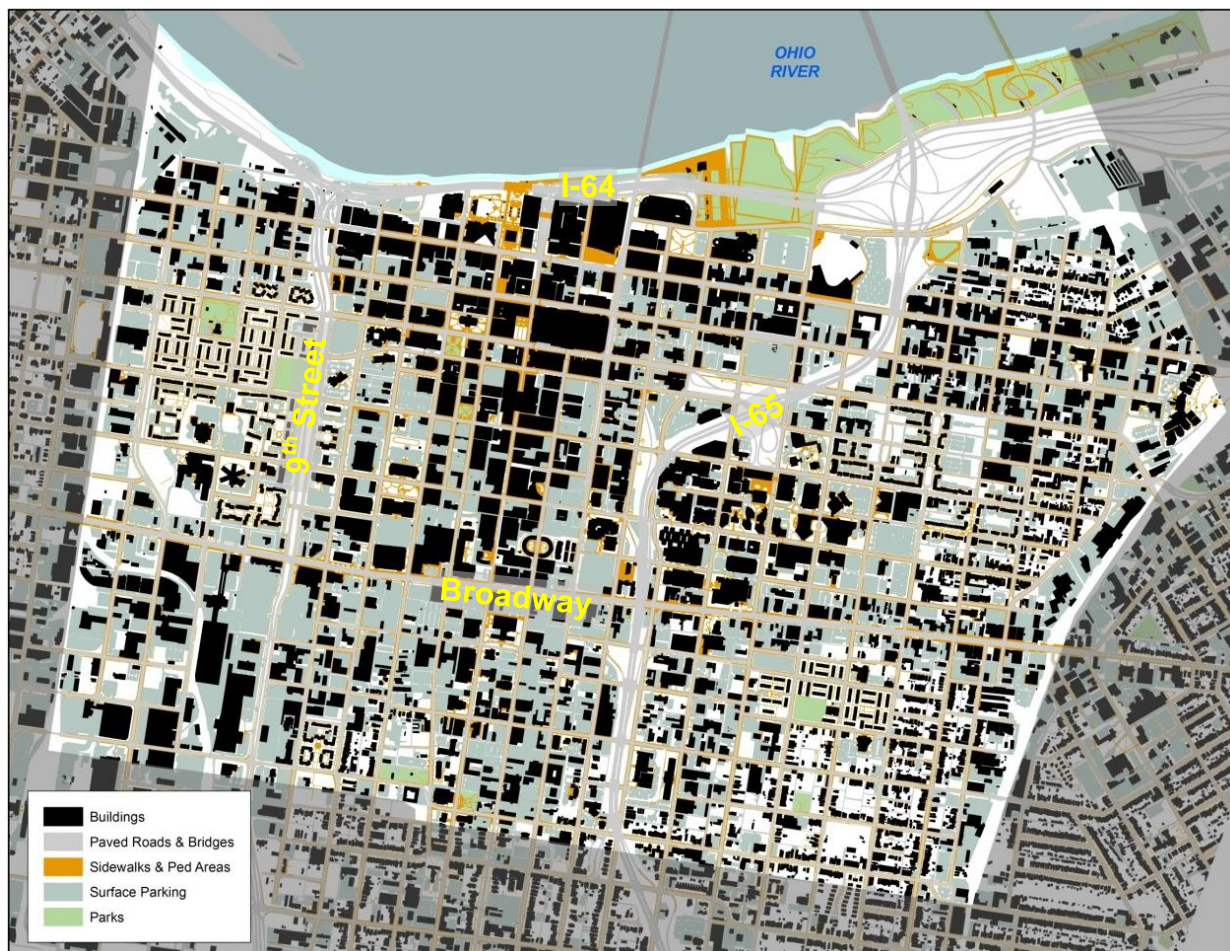 OHIO
RIVER
I-64
9th Street
I-65
Broadway
Buildings
Paved Roads & Bridges
Sidewalks & Ped Areas
Surface Parking
Parks